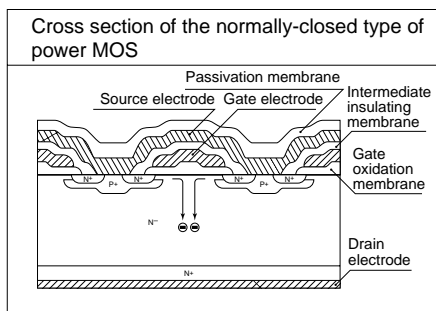 Cross section of the normally-closed type of
power MOS
Passivation membrane
Source electrode
Gate electrode
Intermediate
insulating
membrane
Gate
oxidation
membrane
N+
P+
N+
N+
P+
N+
N−
N+
Drain
electrode